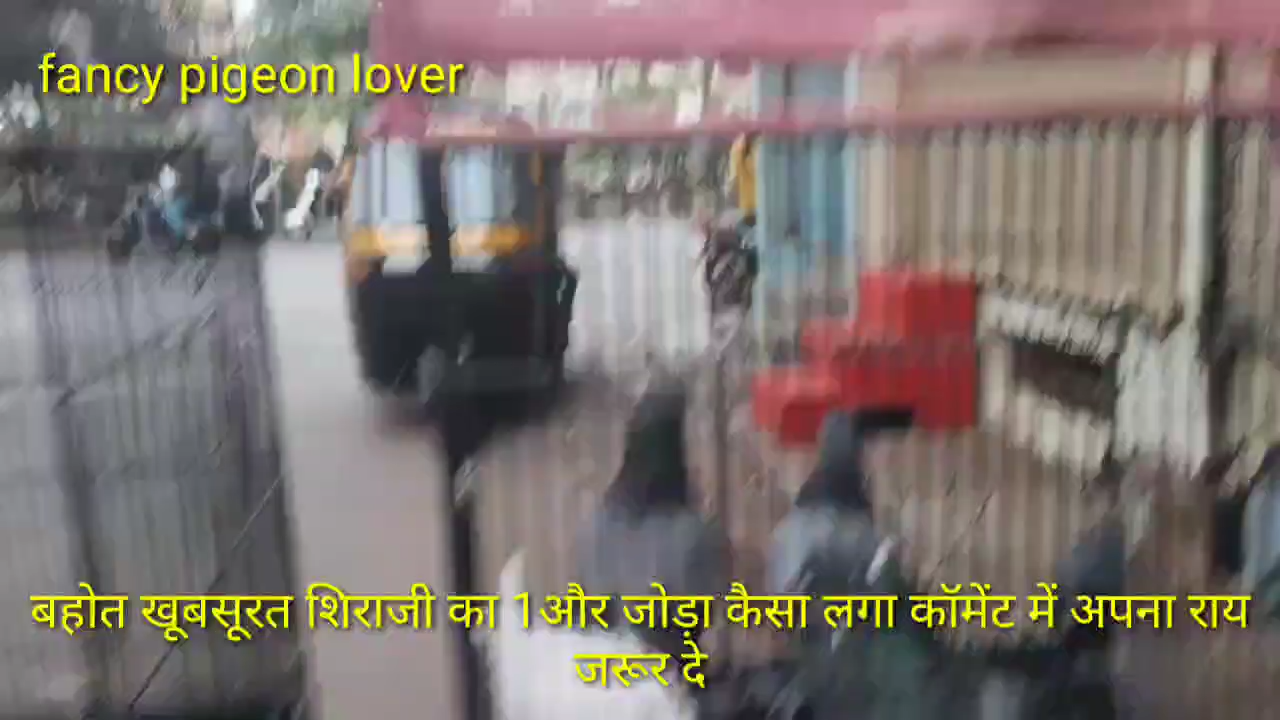 fancy pigeon lover
बहोत खूबसूरत शिराजी का 1और जोड़ा कैसा लगा कॉमेंट में अपना राय
जरूर दे